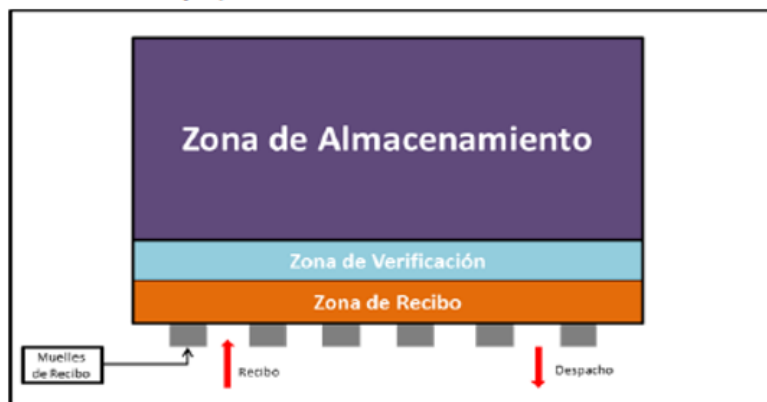 Zona de Almacenamiento
Zona de Verificación
Zona de Recibo
Muelles
de Recibo
Recibo
Despacho